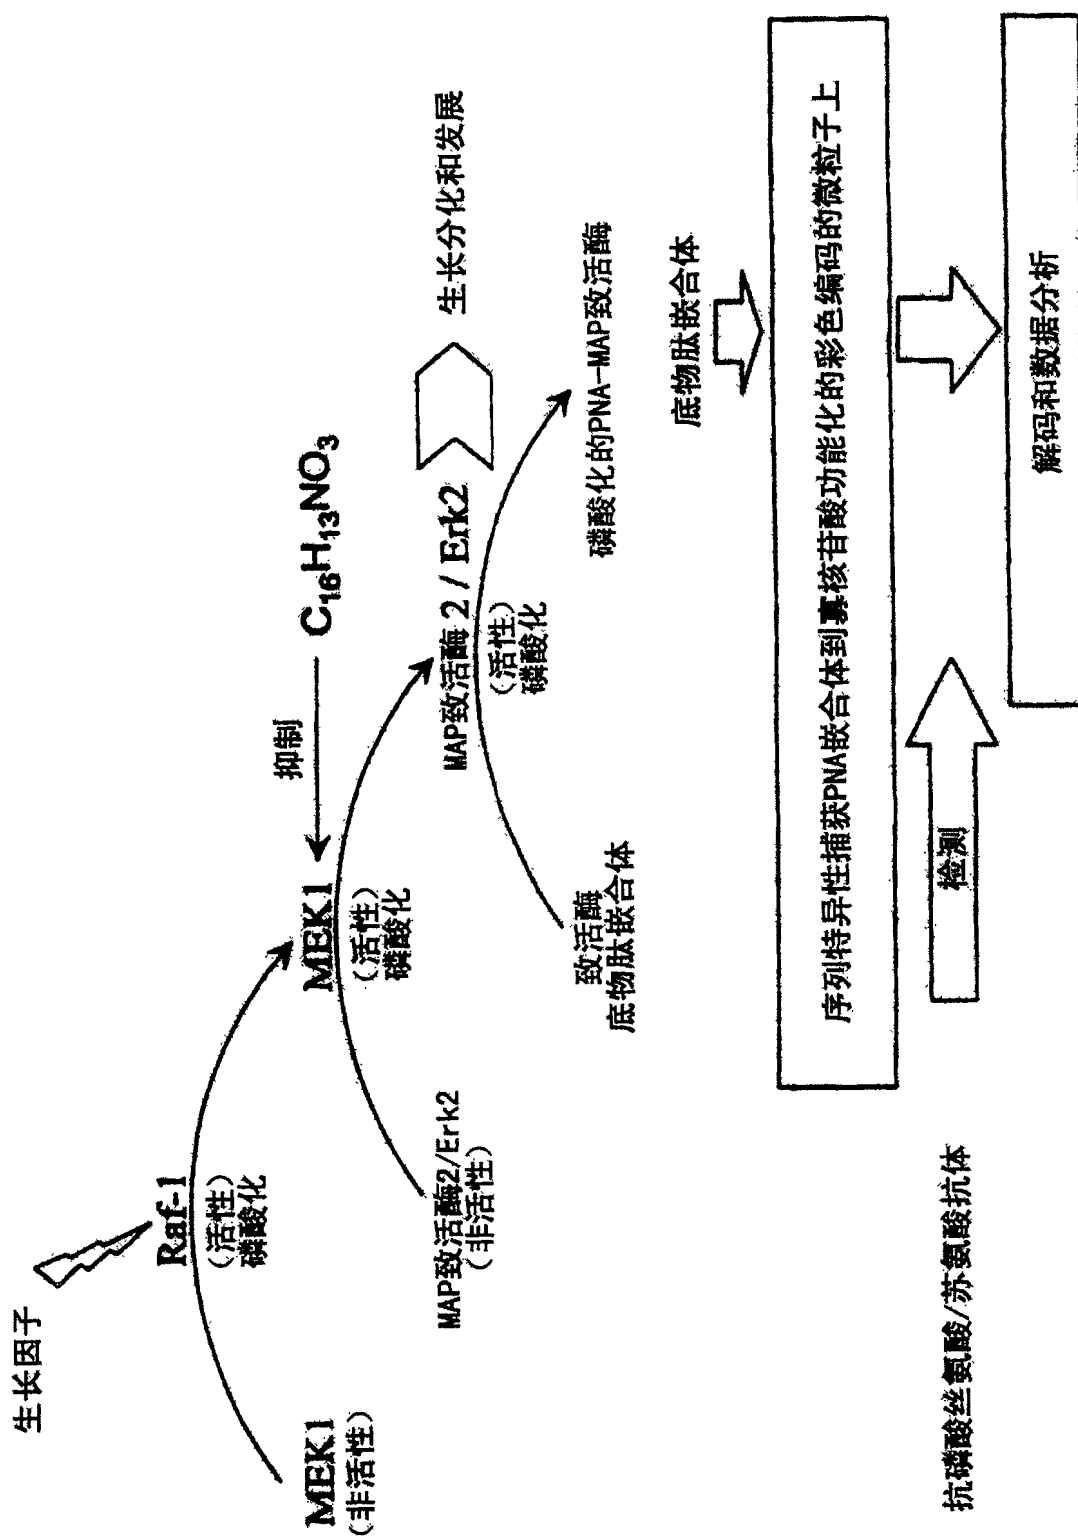 生长因子
Raf-1
(活性)
磷酸化
MEK1
(非活性)
抑制
C16H13NO3
MEK1
(活性)
磷酸化
MAP致活酶2/Erk2
(非活性)
MAP致活酶 2 / Erk2
(活性)
磷酸化
生长分化和发展
致活酶
底物肽嵌合体
磷酸化的PNA-MAP致活酶
底物肽嵌合体
序列特异性捕获PNA嵌合体到寡核苷酸功能化的彩色编码的微粒子上
抗磷酸丝氨酸/苏氨酸抗体
检测
解码和数据分析